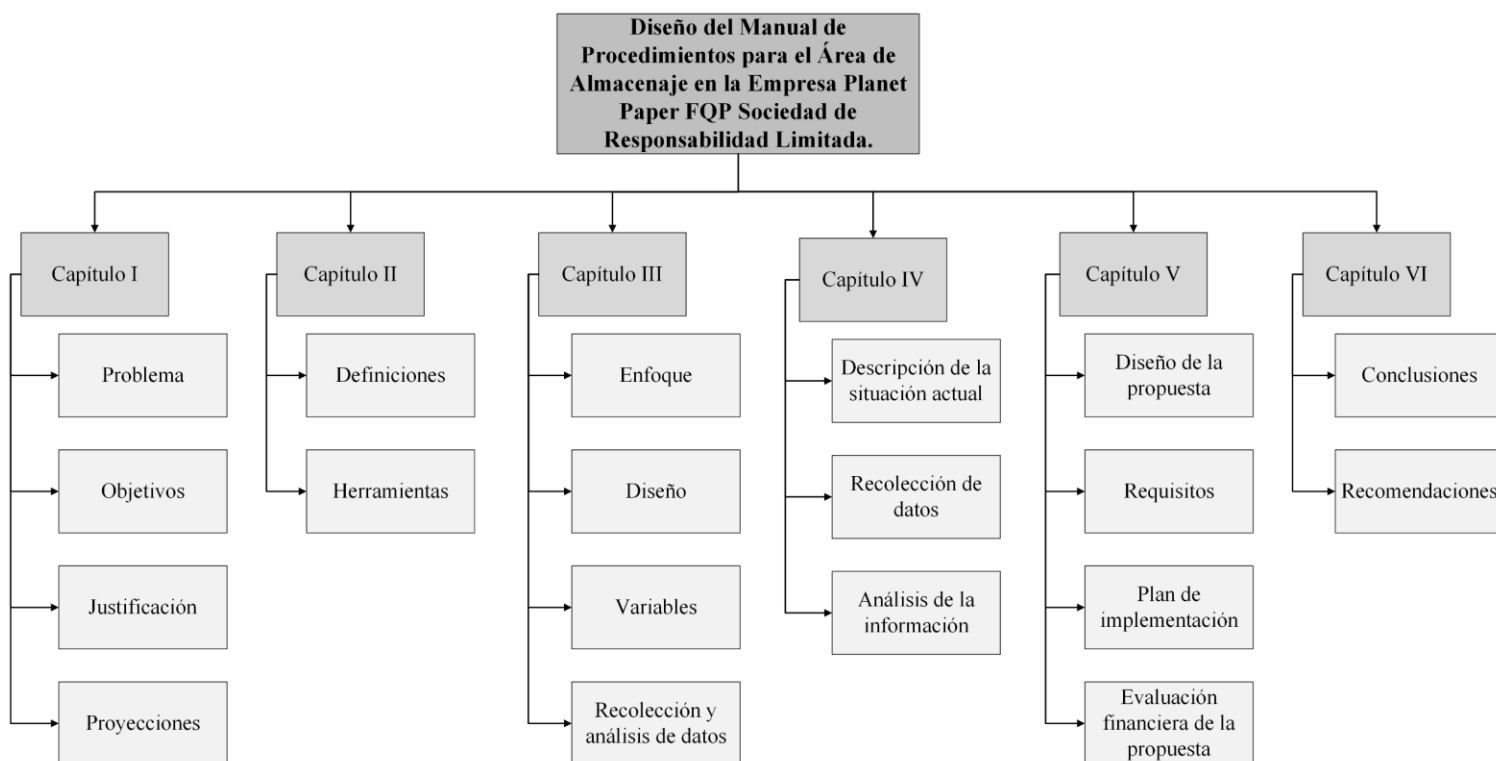 Diseño del Manual de
Procedimientos para el Área de
Almacenaje en la Empresa Planet
Paper FQP Sociedad de
Responsabilidad Limitada.
Capítulo I
Problema
Objetivos
Justificación
Proyecciones
Capítulo II
Definiciones
Herramientas
Capítulo III
Enfoque
Diseño
Variables
Recolección y
análisis de datos
Capítulo IV
Descripción de la
situación actual
Recolección de
datos
Análisis de la
información
Capítulo V
Diseño de la
propuesta
Requisitos
Plan de
implementación
Evaluación
financiera de la
propuesta
Capítulo VI
Conclusiones
Recomendaciones